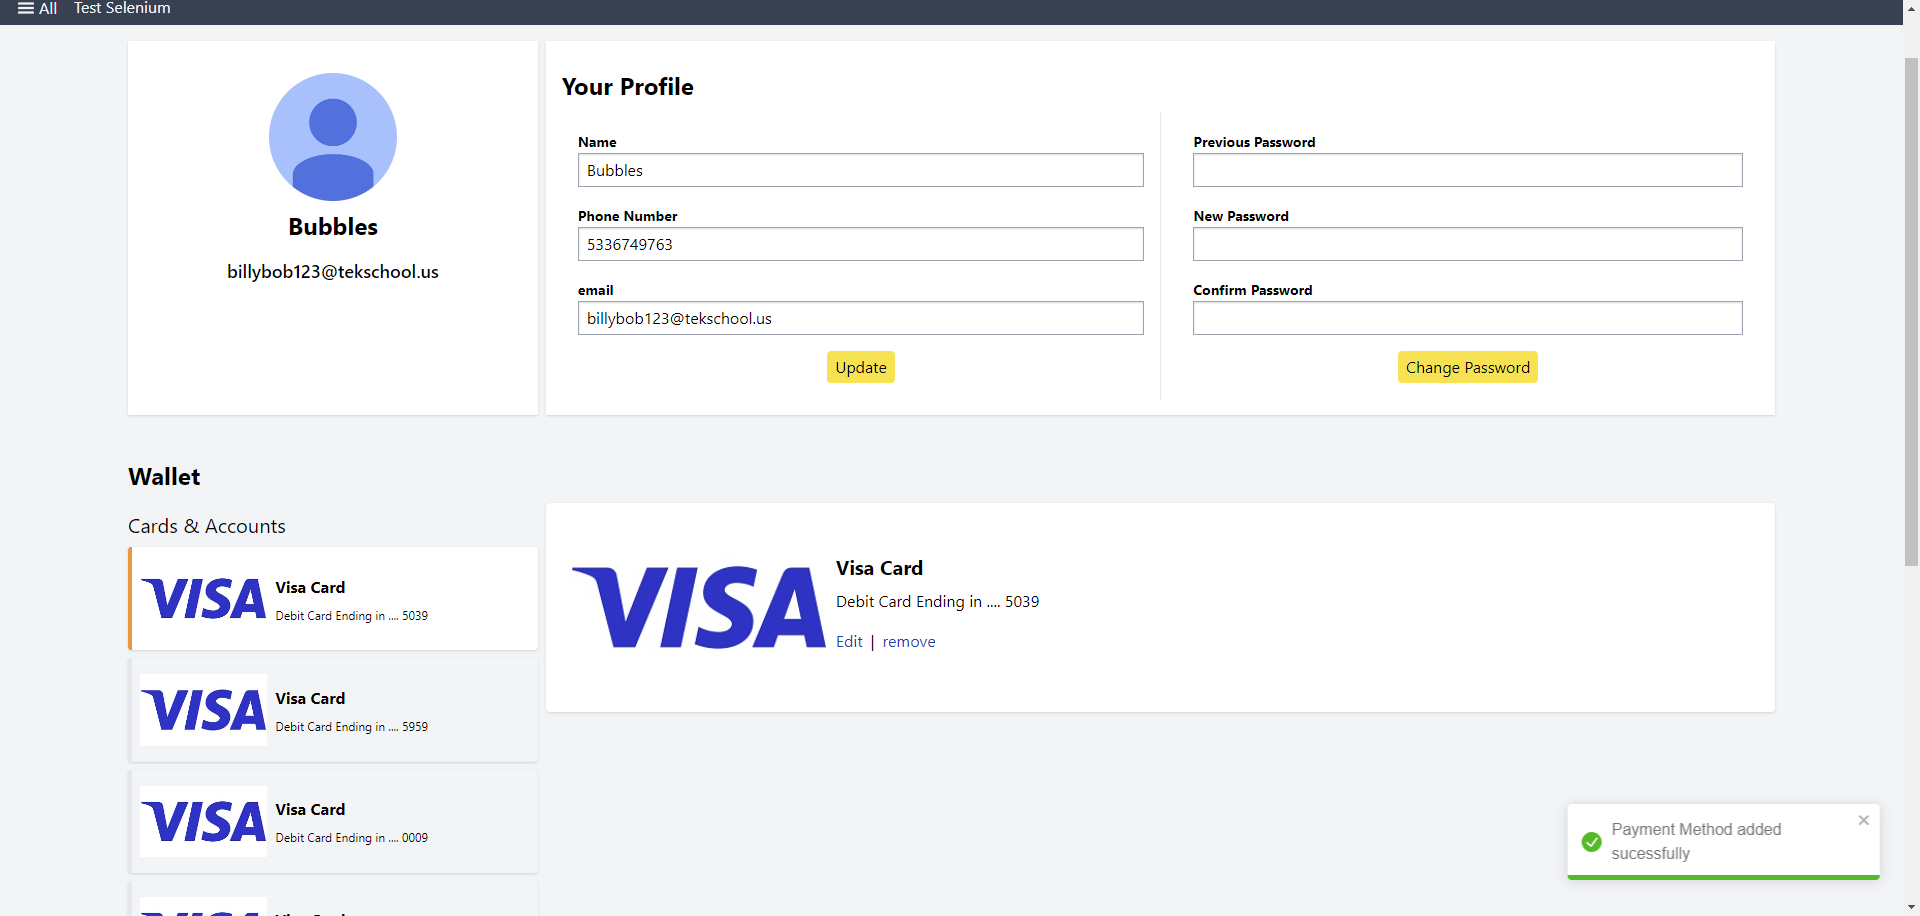 All Test Selenium
Bubbles
billybob123@tekschool.us
Your Profile
Name
Bubbles
Phone Number
5336749763
email
billybob123@tekschool.us
Update
Previous Password
New Password
Confirm Password
Change Password
Wallet
Cards & Accounts
VISA
Visa Card
Debit Card Ending in .... 5039
VISA
Visa Card
Debit Card Ending in .... 5959
VISA
Visa Card
Debit Card Ending in .... 0009
VISA
Visa Card
Debit Card Ending in .... 5039
Edit | remove
Payment Method added
sucessfully